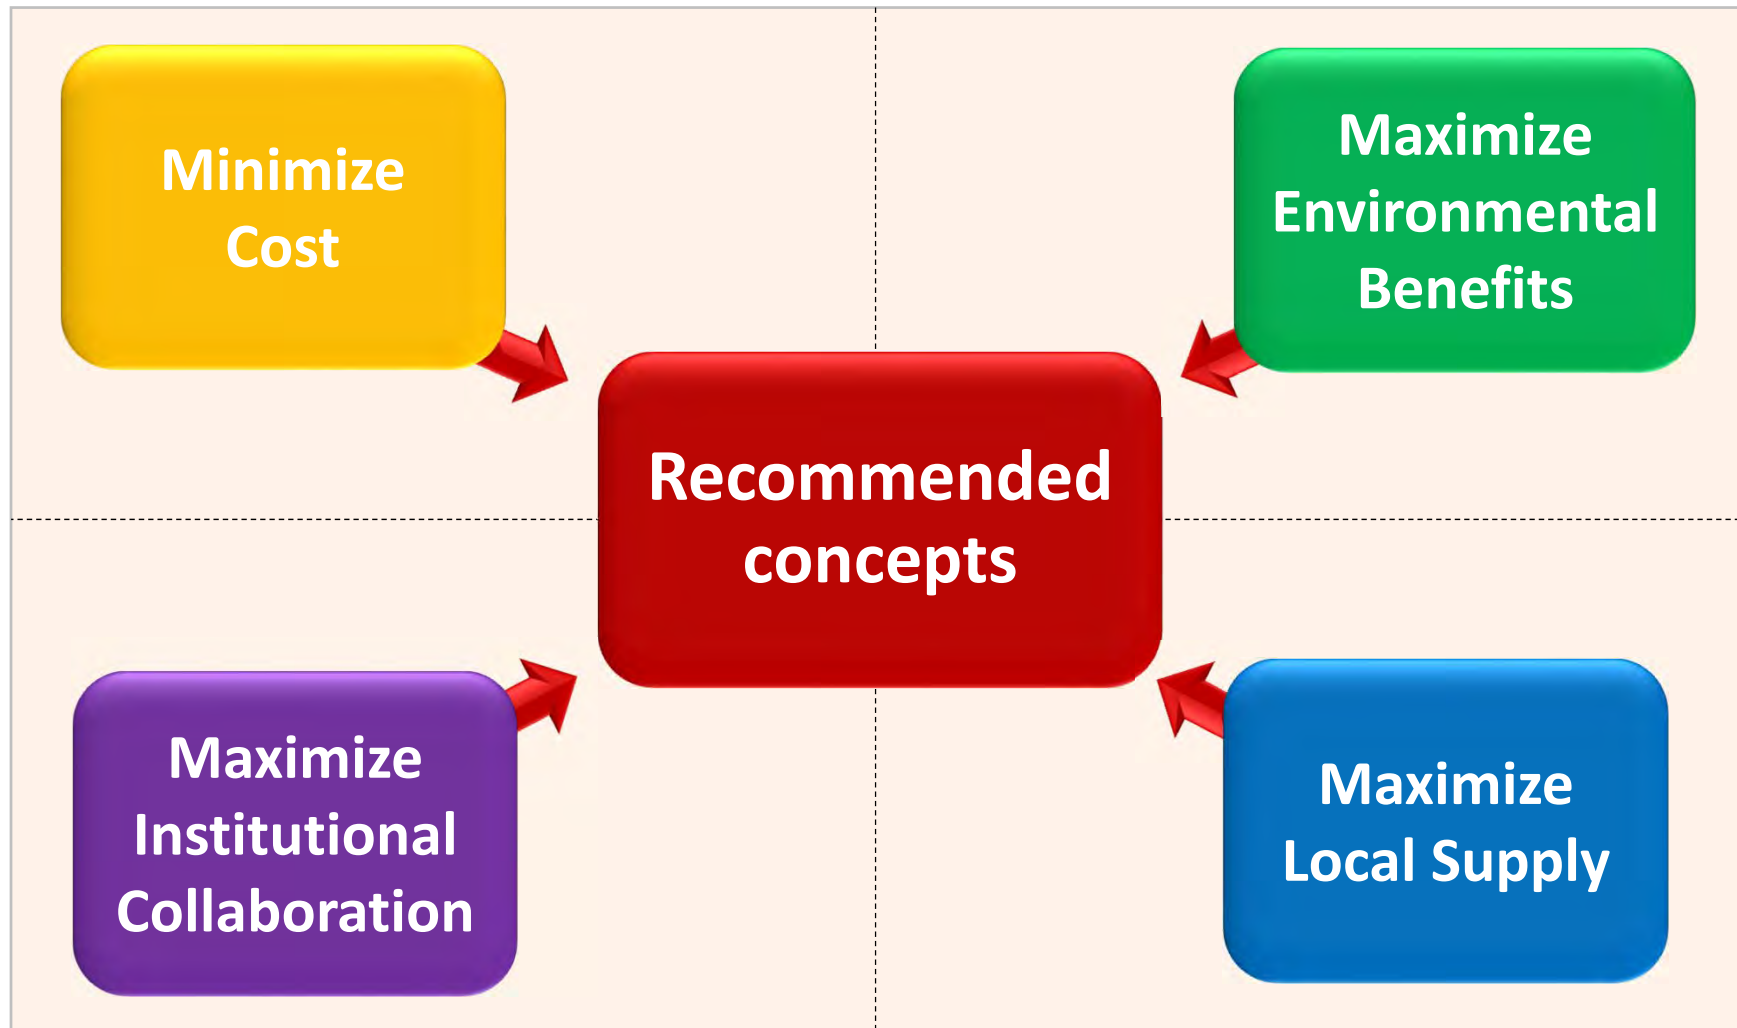 Minimize
Cost
Maximize
Environmental
Benefits
Recommended
concepts
Maximize
Institutional
Collaboration
Maximize
Local Supply